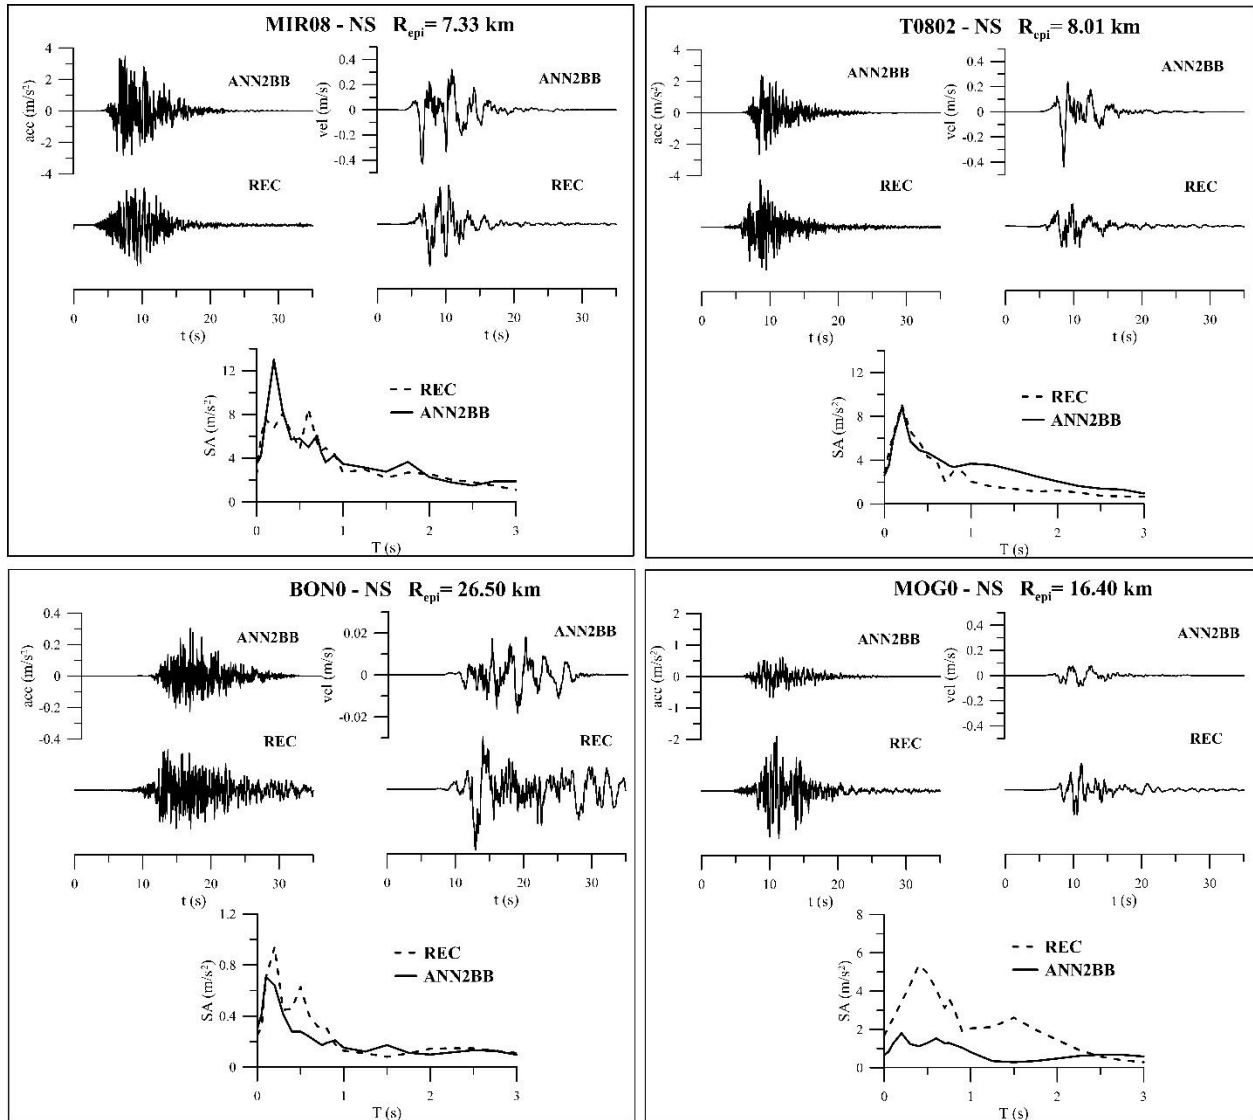 MIR08 - NS R_epi= 7.33 km
4
2
0
-2
-4
acc (m/s²)
ANN2BB
REC
0.4
0.2
0
-0.2
-0.4
vel (m/s)
ANN2BB
REC
0 10 20 30
t (s)
0 10 20 30
t (s)
12
8
4
0
SA (m/s²)
REC
ANN2BB
0 1 2 3
T (s)
T0802 - NS R_epi= 8.01 km
4
2
0
-2
-4
acc (m/s²)
ANN2BB
REC
0.4
0.2
0
-0.2
-0.4
vel (m/s)
ANN2BB
REC
0 10 20 30
t (s)
0 10 20 30
t (s)
12
8
4
0
SA (m/s²)
REC
ANN2BB
0 1 2 3
T (s)
BON0 - NS R_epi= 26.50 km
0.4
0.2
0
-0.2
-0.4
acc (m/s²)
ANN2BB
REC
0.02
0
-0.02
vel (m/s)
ANN2BB
REC
0 10 20 30
t (s)
0 10 20 30
t (s)
1.2
0.8
0.4
0
SA (m/s²)
REC
ANN2BB
0 1 2 3
T (s)
MOG0 - NS R_epi= 16.40 km
2
1
0
-1
-2
acc (m/s²)
ANN2BB
REC
0.4
0.2
0
-0.2
-0.4
vel (m/s)
ANN2BB
REC
0 10 20 30
t (s)
0 10 20 30
t (s)
8
6
4
2
0
SA (m/s²)
REC
ANN2BB
0 1 2 3
T (s)